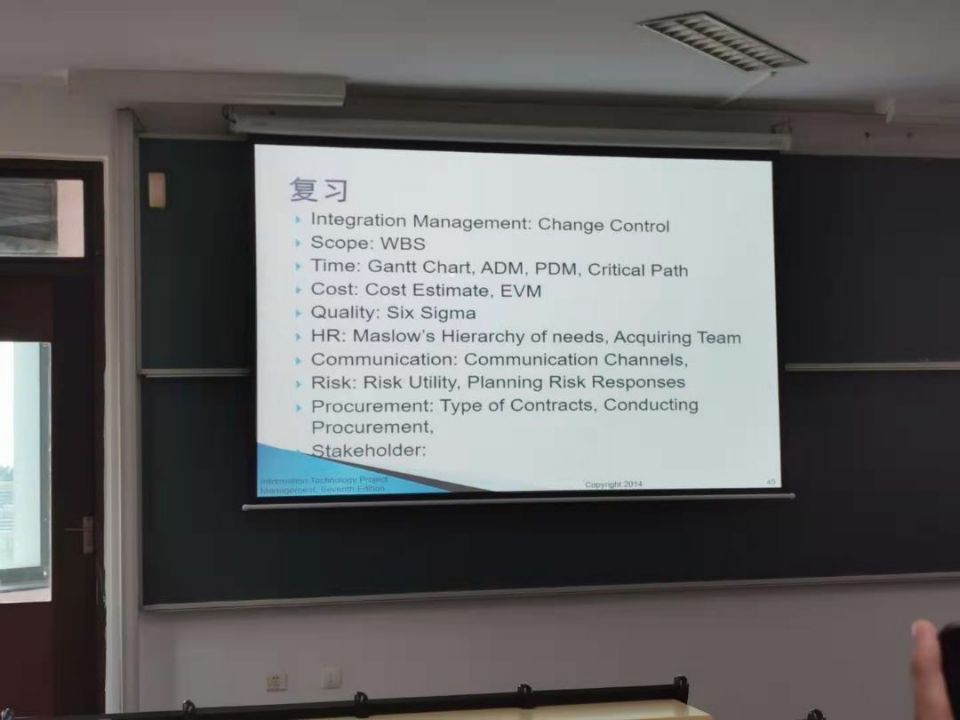 复习
Integration Management: Change Control
Scope: WBS
Time: Gantt Chart, ADM, PDM, Critical Path
Cost: Cost Estimate, EVM
Quality: Six Sigma
HR: Maslow's Hierarchy of needs, Acquiring Team
Communication: Communication Channels,
Risk: Risk Utility, Planning Risk Responses
Procurement: Type of Contracts, Conducting
Procurement,
Stakeholder:
Information Technology Project
Management, Seventh Edition
Copyright 2014
45